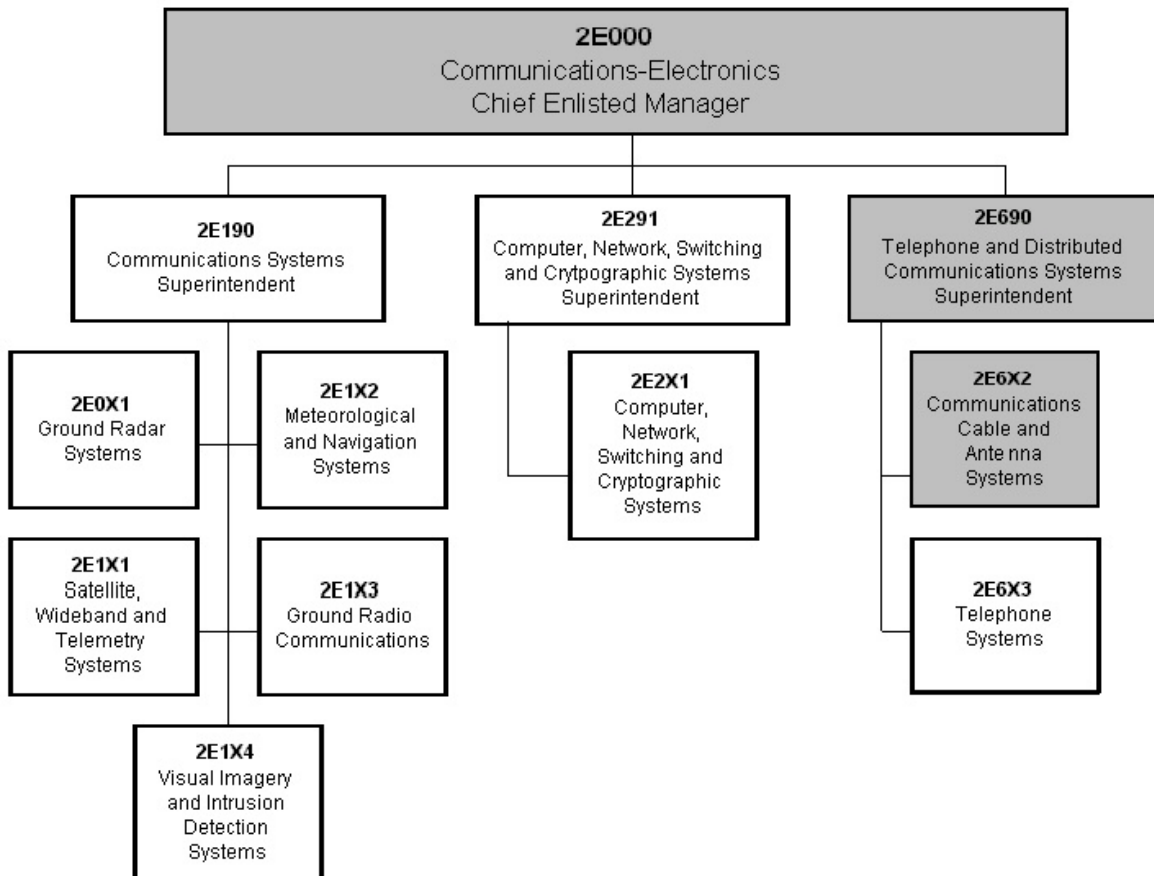 2E000
Communications-Electronics
Chief Enlisted Manager
2E190
Communications Systems
Superintendent
2E291
Computer, Network, Switching
and Crytpographic Systems
Superintendent
2E690
Telephone and Distributed
Communications Systems
Superintendent
2E0X1
Ground Radar
Systems
2E1X2
Meteorological
and Navigation
Systems
2E2X1
Computer,
Network,
Switching and
Cryptographic
Systems
2E6X2
Communications
Cable and
Antenna
Systems
2E1X1
Satellite,
Wideband and
Telemetry
Systems
2E1X3
Ground Radio
Communications
2E6X3
Telephone
Systems
2E1X4
Visual Imagery
and Intrusion
Detection
Systems